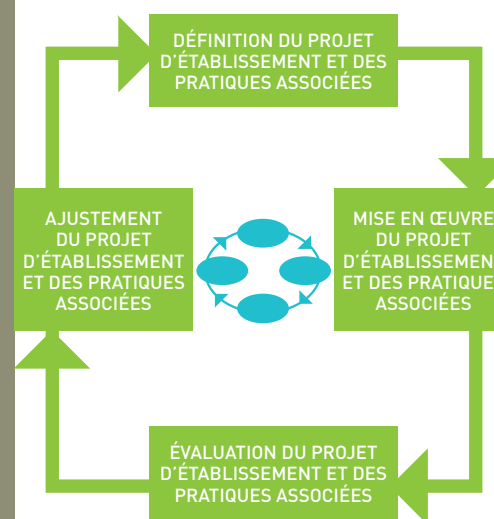 DÉFINITION DU PROJET
D'ÉTABLISSEMENT ET DES
PRATIQUES ASSOCIÉES
AJUSTEMENT
DU PROJET
D'ÉTABLISSEMENT
ET DES PRATIQUES
ASSOCIÉES
MISE EN ŒUVRE
DU PROJET
D'ÉTABLISSEMEN
ET DES PRATIQUE
ASSOCIÉES
ÉVALUATION DU PROJET
D'ÉTABLISSEMENT ET DES
PRATIQUES ASSOCIÉES